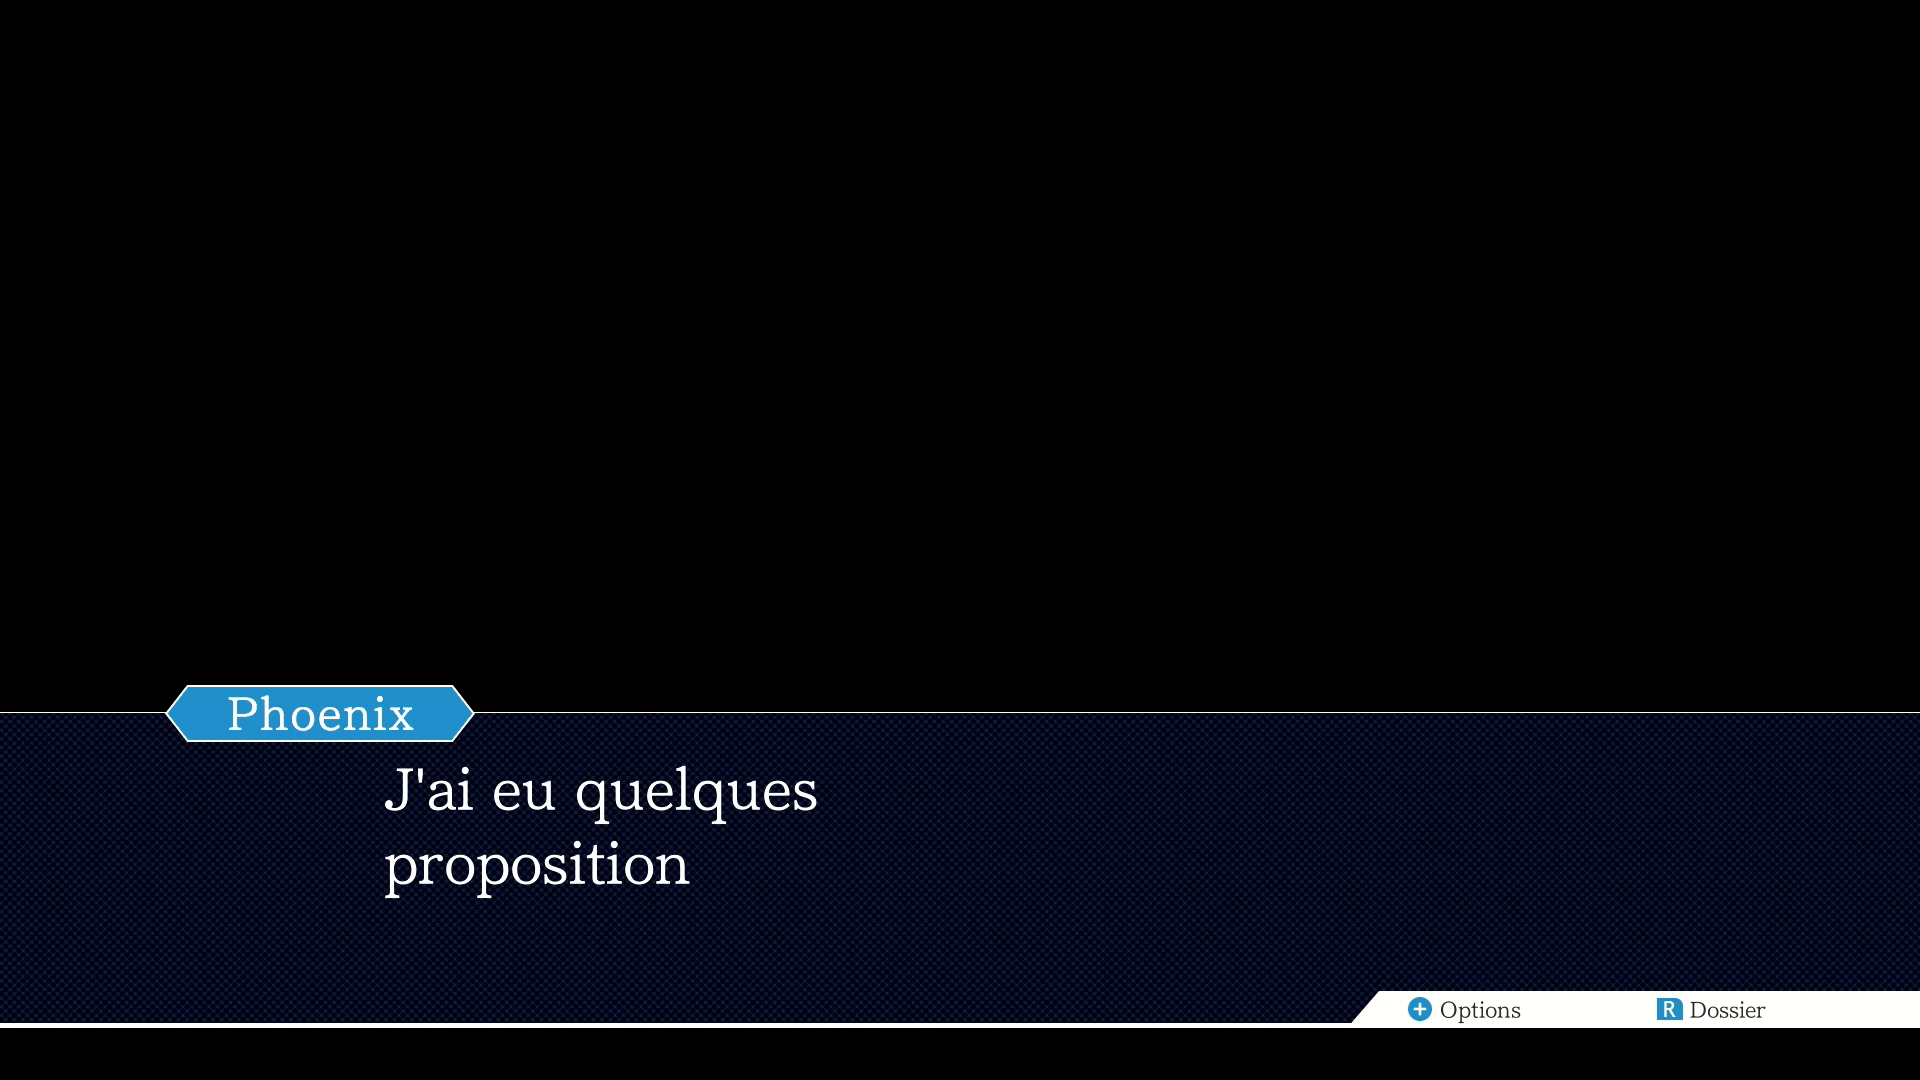 Phoenix
J'ai eu quelques
proposition
Options
R Dossier